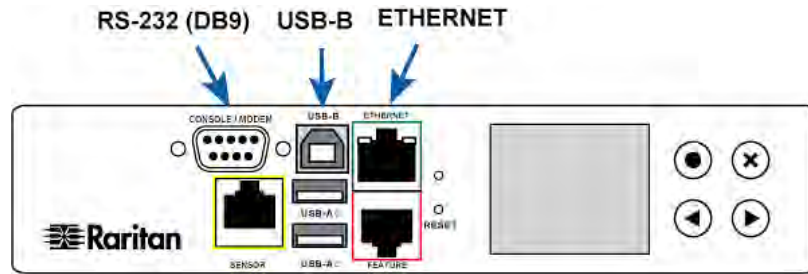 RS-232 (DB9) USB-B ETHERNET
CONSOLE / MODEM USB-B ETHERNET
USB-A
RESET
Raritan
SENSOR USB-A FEATURE